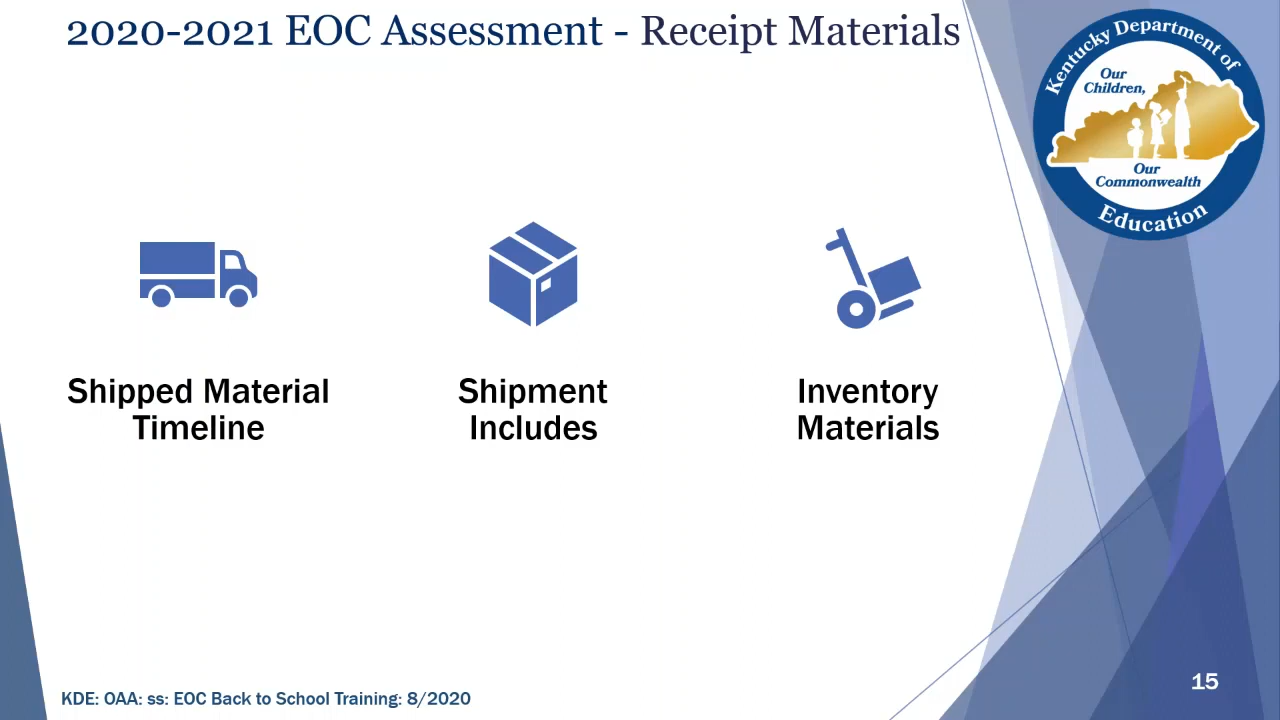 2020-2021 EOC Assessment - Receipt Materials
Kentucky Department of
Our
Children,
Our
Commonwealth
Education
Shipped Material
Timeline
Shipment
Includes
Inventory
Materials
KDE: OAA: ss: EOC Back to School Training: 8/2020
15